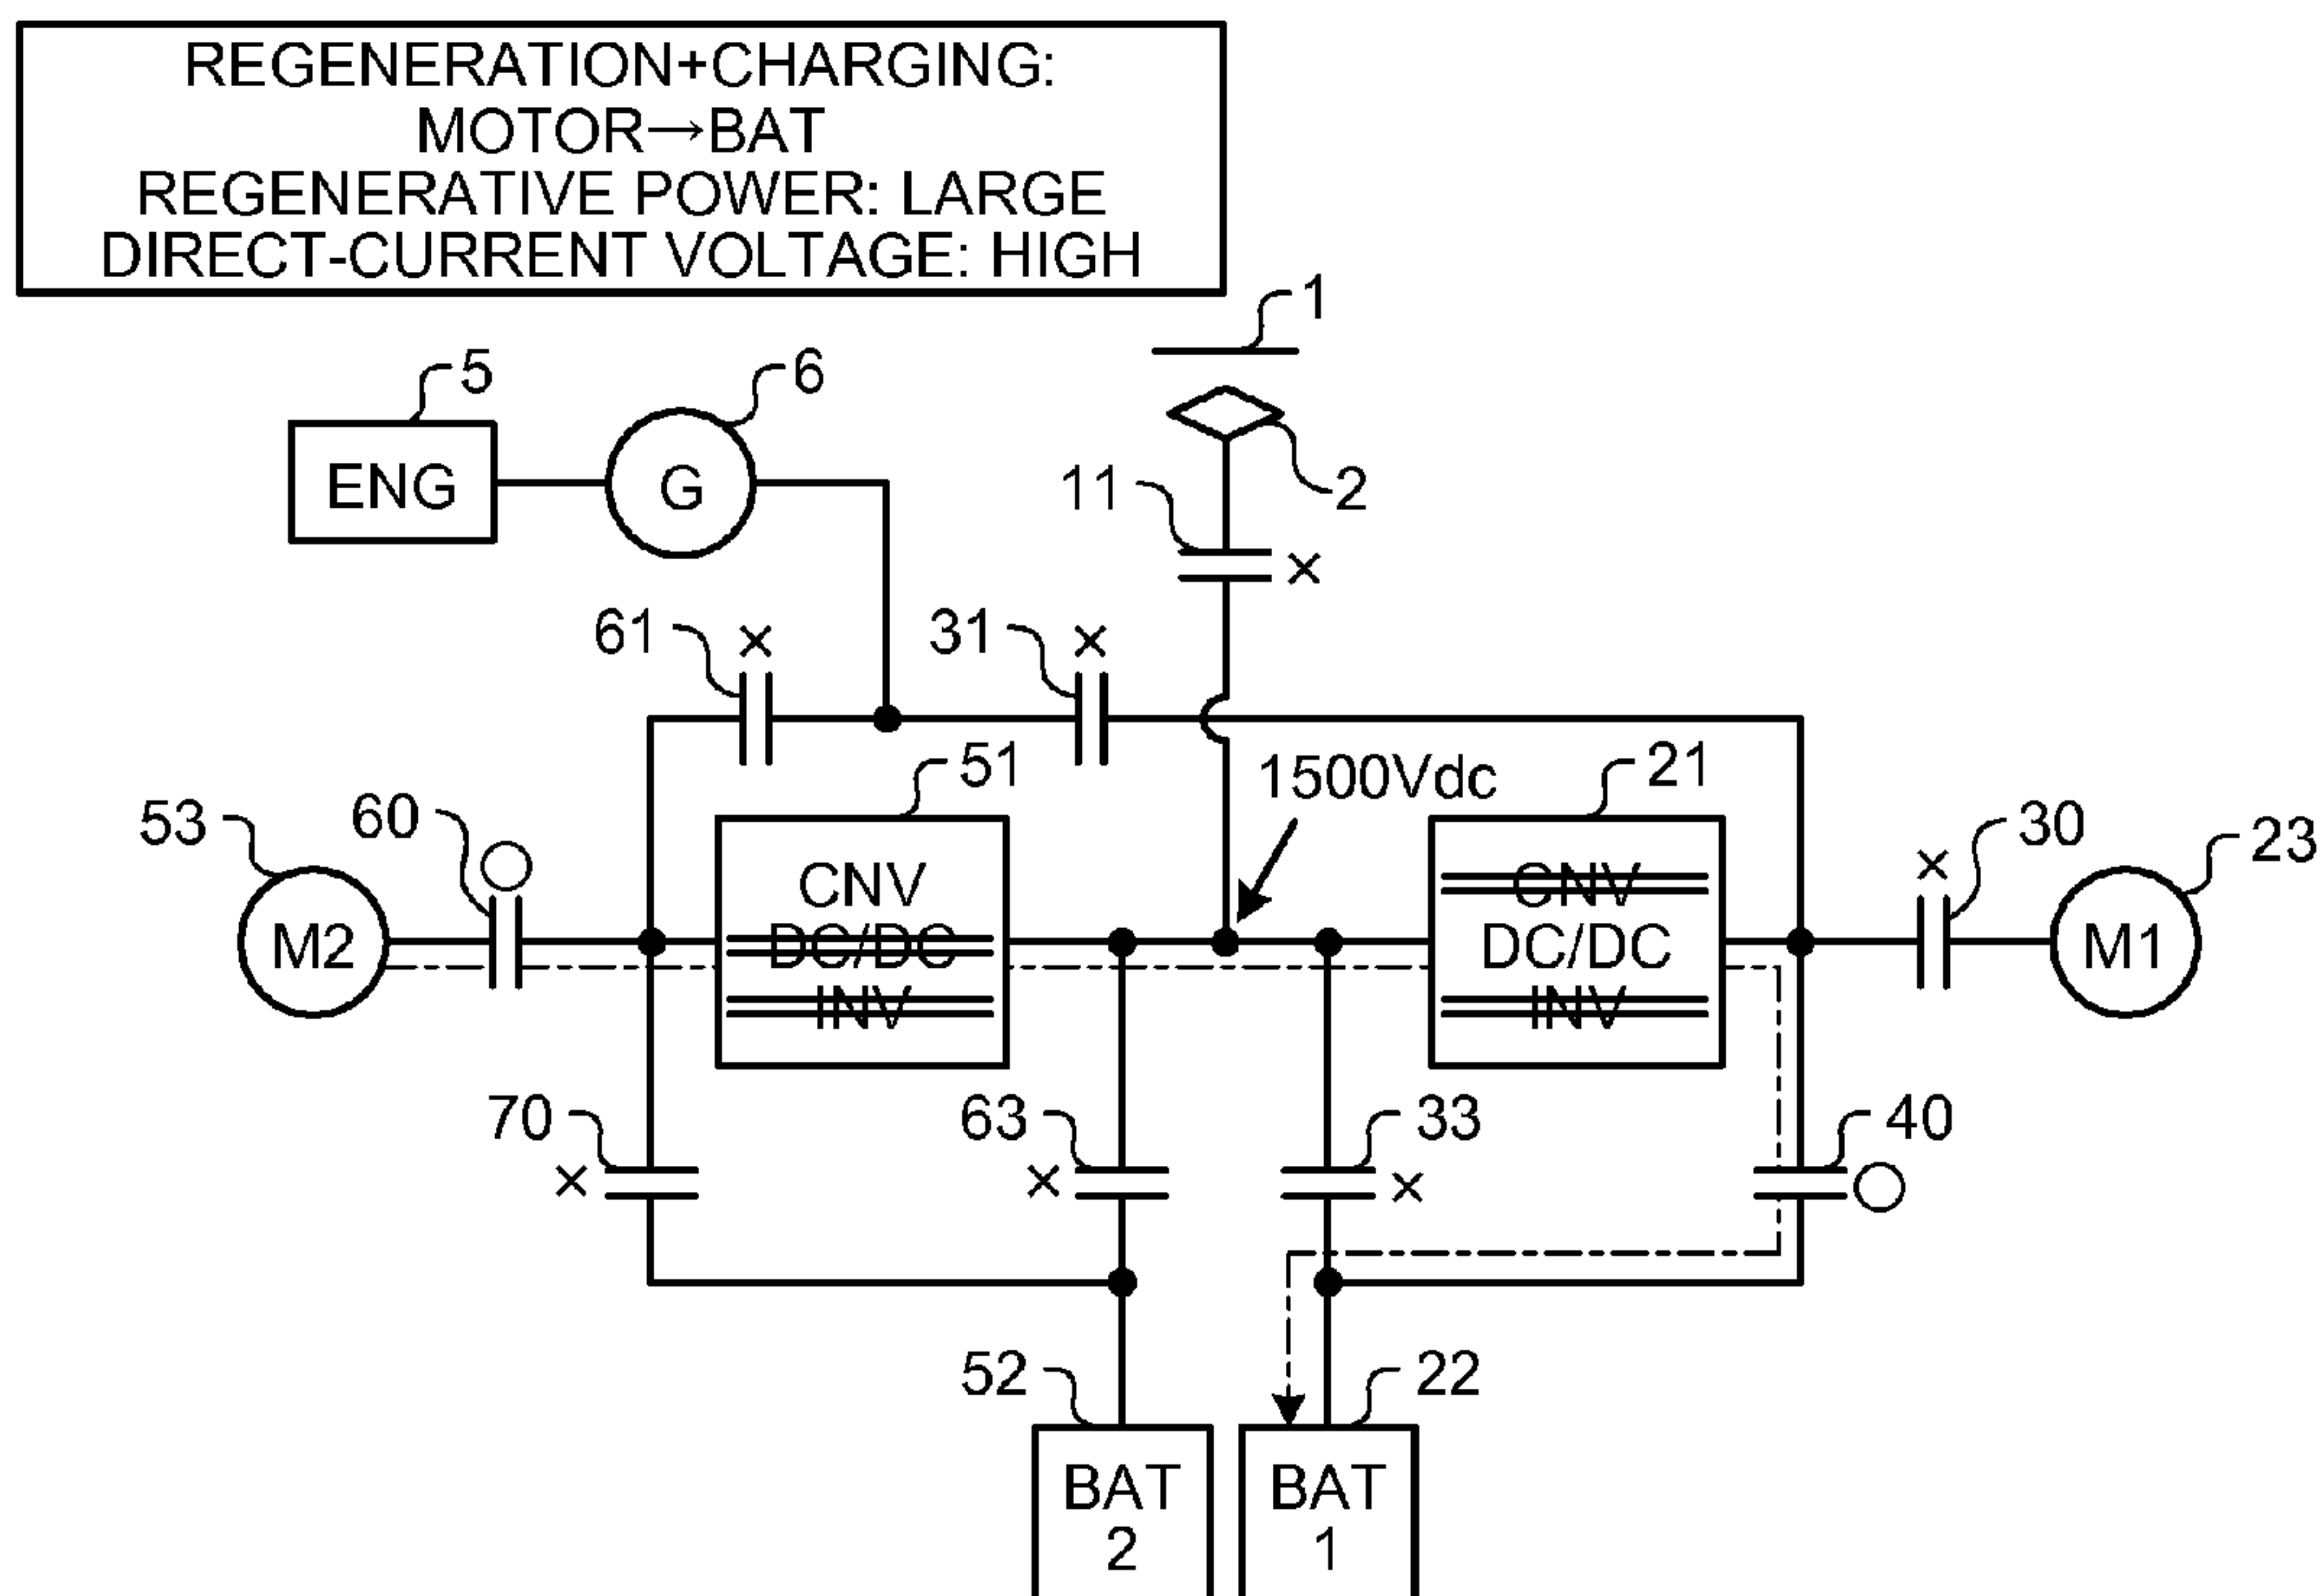 REGENERATION+CHARGING:
MOTOR→BAT
REGENERATIVE POWER: LARGE
DIRECT-CURRENT VOLTAGE: HIGH
1
5
6
ENG
G
11
2
61
×
31
×
×
51
1500Vdc
21
53
60
30
×
23
M2
CNV
DC/DC
INV
CNV
DC/DC
INV
M1
70
×
63
×
33
×
40
52
22
BAT
2
BAT
1